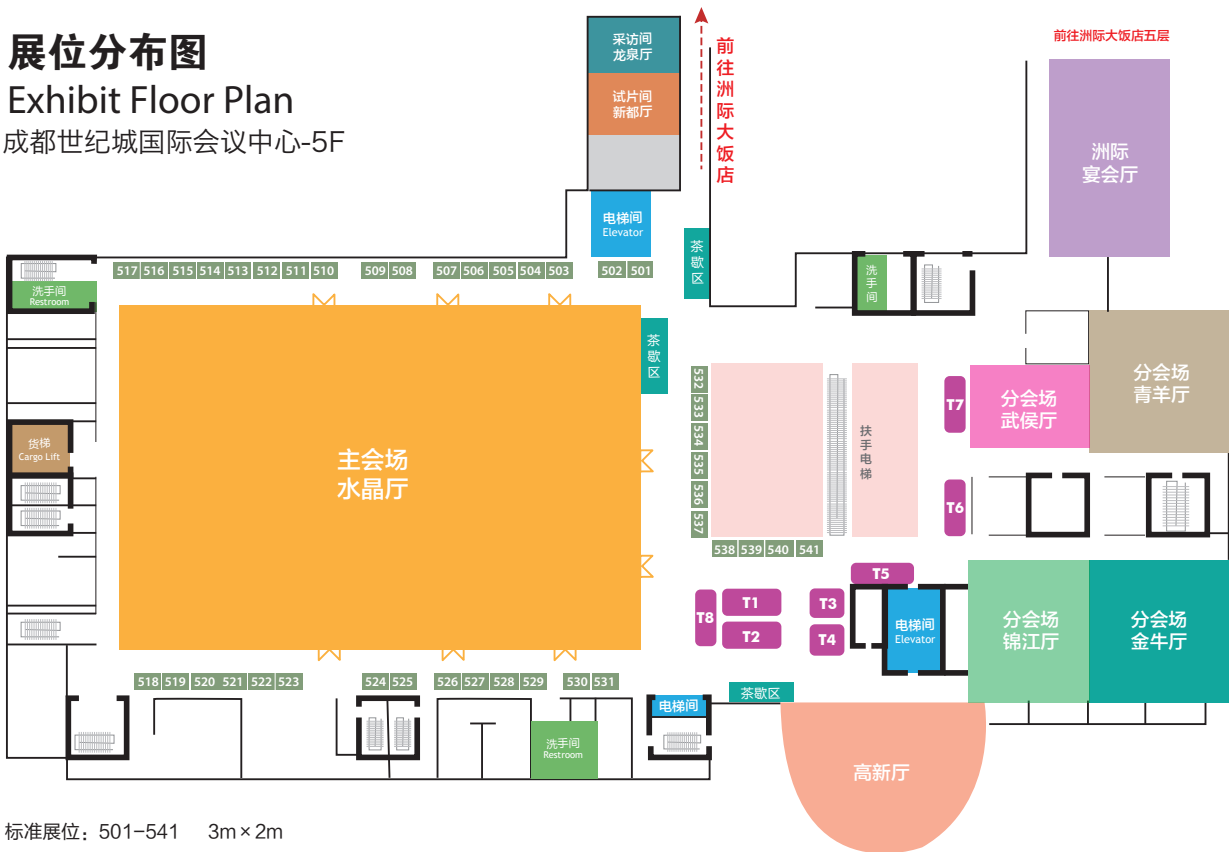 展位分布图
Exhibit Floor Plan
成都世纪城国际会议中心-5F
采访间
龙泉厅
试片间
新都厅
前往洲际大饭店
前往洲际大饭店五层
洲际
宴会厅
电梯间
Elevator
茶歇区
洗手间
Restroom
517 516 515 514 513 512 511 510 509 508 507 506 505 504 503 502 501
洗手间
茶歇区
主会场
水晶厅
货梯
Cargo Lift
532
533
534
535
536
537
扶手电梯
T7
分会场
武侯厅
分会场
青羊厅
T6
538 539 540 541
T5
T8
T1
T2
T3
T4
电梯间
Elevator
分会场
锦江厅
分会场
金牛厅
518 519 520 521 522 523 524 525 526 527 528 529 530 531
茶歇区
电梯间
洗手间
Restroom
高新厅
标准展位：501-541 3m×2m